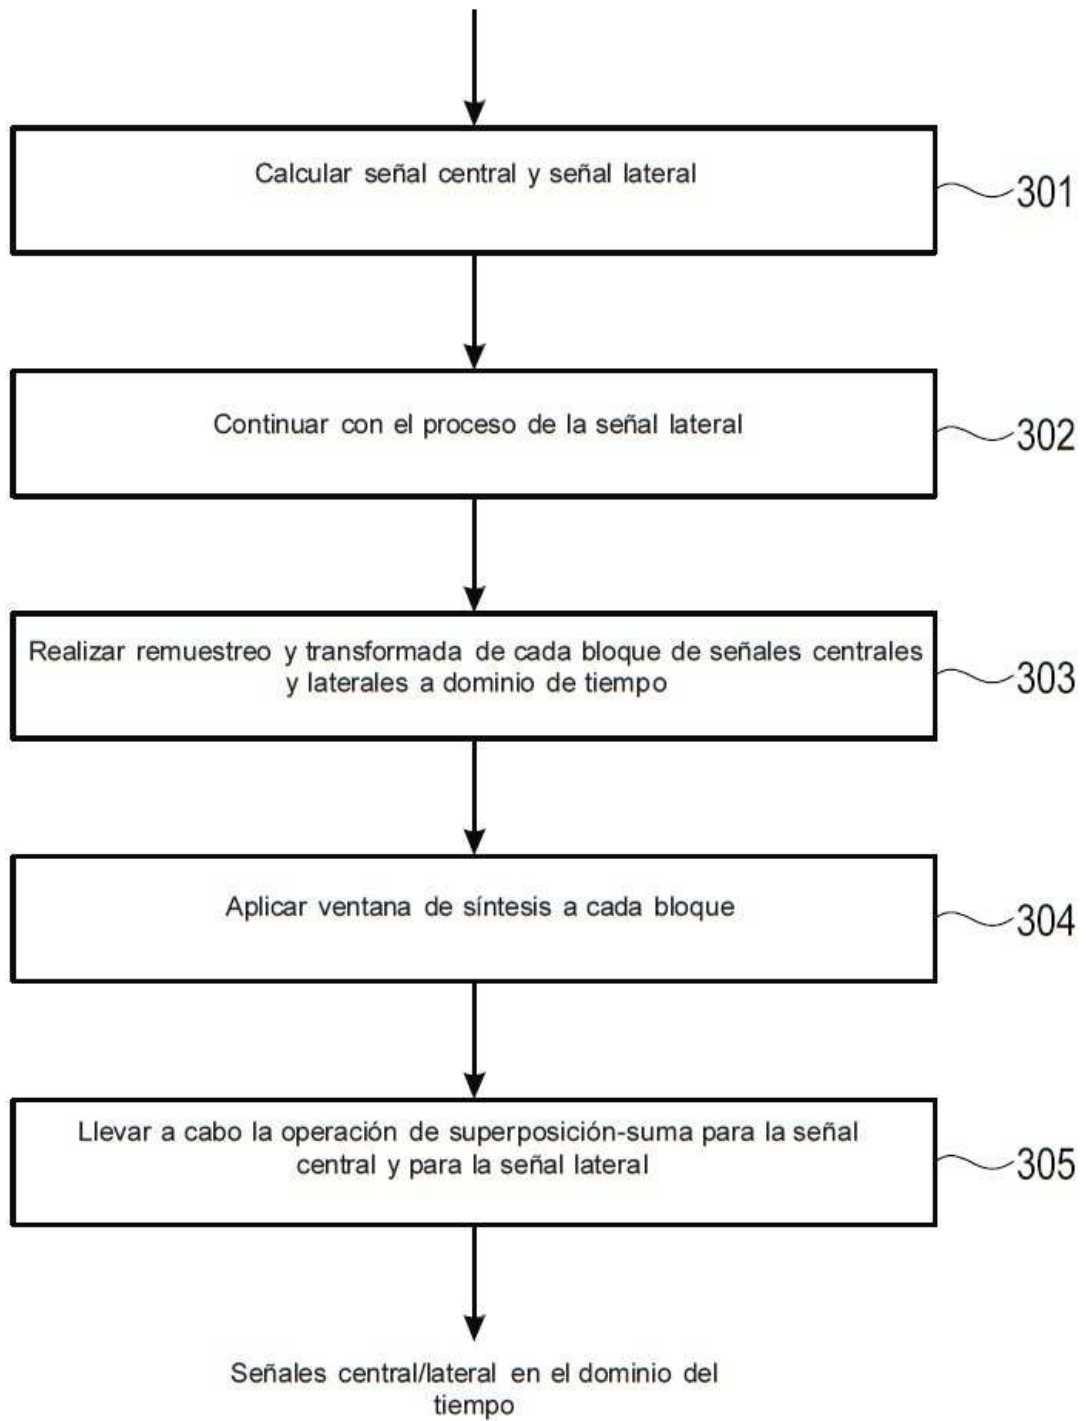 Calcular señal central y señal lateral
301
Continuar con el proceso de la señal lateral
302
Realizar remuestreo y transformada de cada bloque de señales centrales
y laterales a dominio de tiempo
303
Aplicar ventana de síntesis a cada bloque
304
Llevar a cabo la operación de superposición-suma para la señal
central y para la señal lateral
305
Señales central/lateral en el dominio del
tiempo